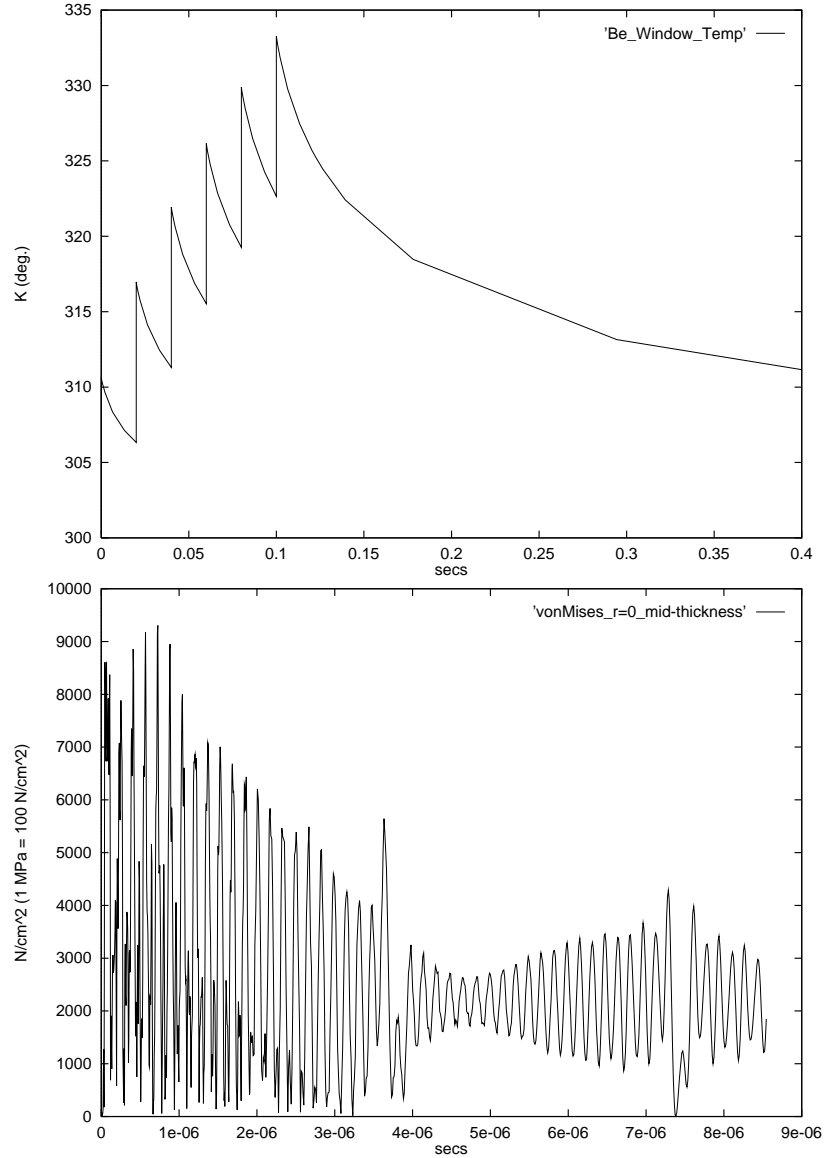 335
330
325
320
315
310
305
300
K (deg.)
'Be_Window_Temp'
0
0.05
0.1
0.15
0.2
0.25
0.3
0.35
0.4
secs
10000
9000
8000
7000
6000
5000
4000
3000
2000
1000
0
N/cm^2 (1 MPa = 100 N/cm^2)
'vonMises_r=0_mid-thickness'
0
1e-06
2e-06
3e-06
4e-06
5e-06
6e-06
7e-06
8e-06
9e-06
secs